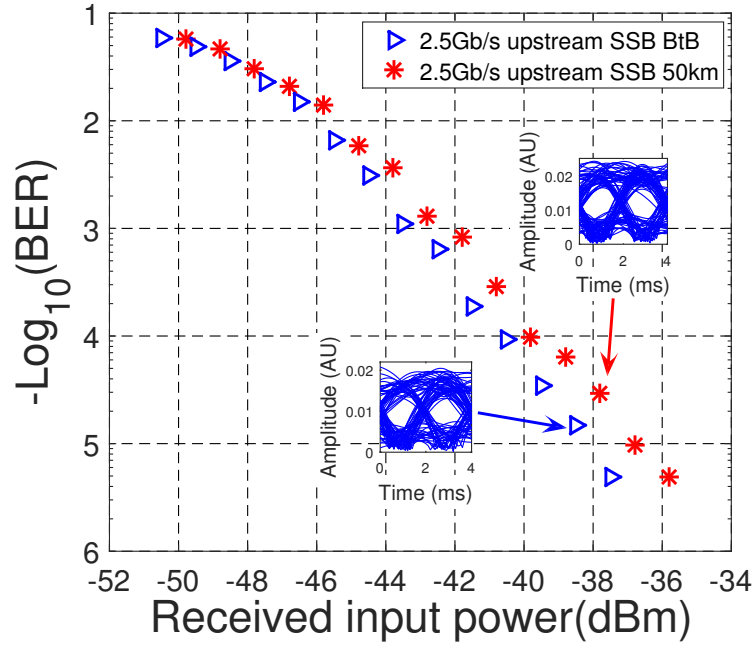 1
2
3
4
5
6
-Log10(BER)
2.5Gb/s upstream SSB BtB
2.5Gb/s upstream SSB 50km
Amplitude (AU)
0.02
0.01
0
0 2 4
Time (ms)
Amplitude (AU)
0.02
0.01
0
0 2 4
Time (ms)
-52 -50 -48 -46 -44 -42 -40 -38 -36 -34
Received input power(dBm)